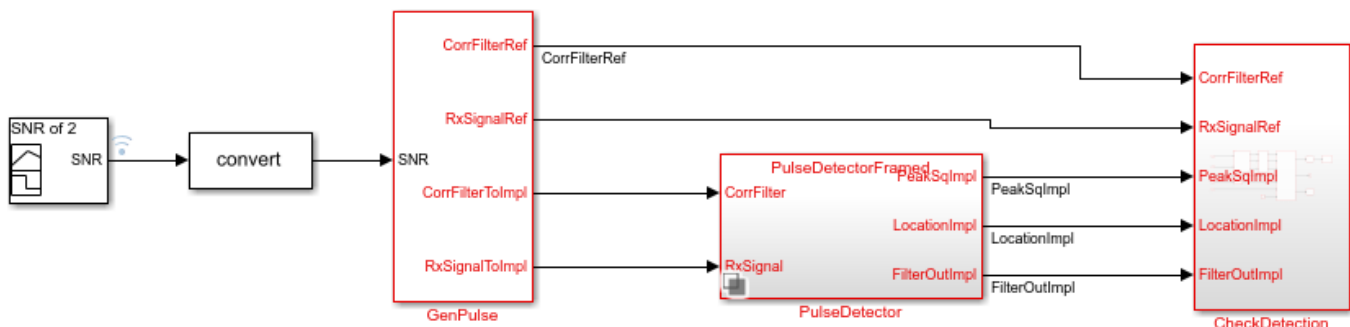 SNR of 2
SNR
convert
SNR
CorrFilterRef
RxSignalRef
CorrFilterToImpl
RxSignalToImpl
GenPulse
CorrFilterRef
PulseDetectorFramed
CorrFilter
RxSignal
PeakSqImpl
LocationImpl
FilterOutImpl
PulseDetector
PeakSqImpl
LocationImpl
FilterOutImpl
CorrFilterRef
RxSignalRef
PeakSqImpl
LocationImpl
FilterOutImpl
CheckDetection